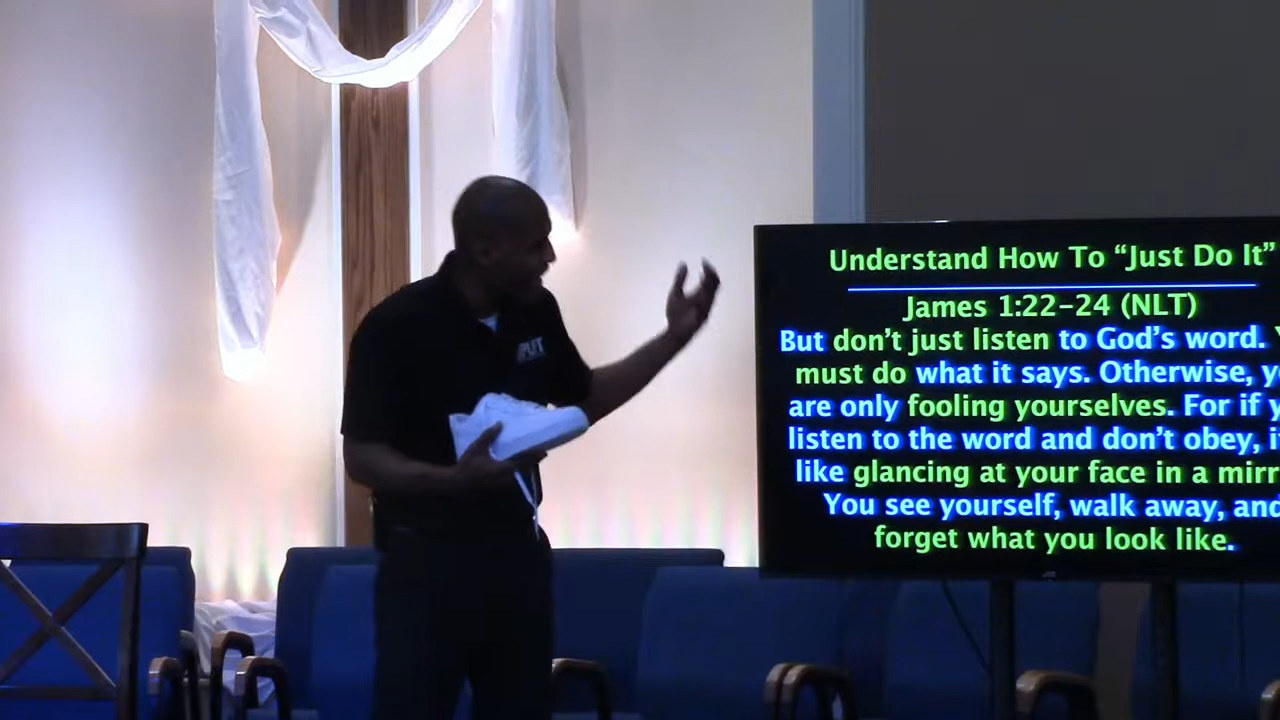 Understand How To “Just Do It”
James 1:22–24 (NLT)
But don’t just listen to God’s word.
must do what it says. Otherwise,
are only fooling yourselves. For if
listen to the word and don’t obey,
like glancing at your face in a
You see yourself, walk away, and
forget what you look like.